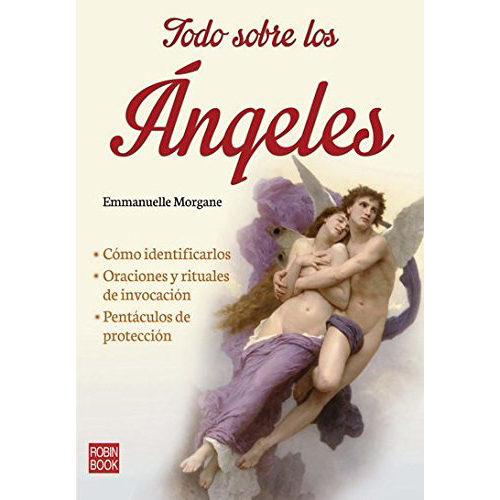 Todo sobre los
Ángeles
Emmanuelle Morgane
• Cómo identificarlos
• Oraciones y rituales
de invocación
• Pentáculos de
protección
ROBIN
BOOK